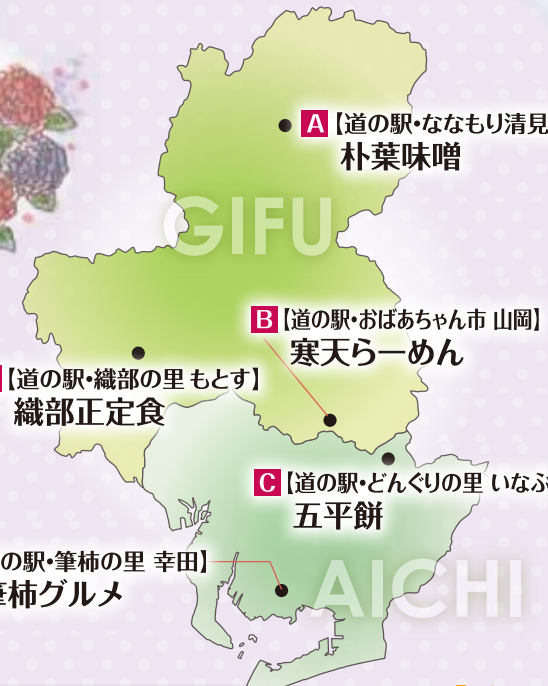 A【道の駅・ななもり清見
朴葉味噌
GIFU
B【道の駅・おばあちゃん市 山岡】
寒天らーめん
【道の駅・織部の里 もとす】
織部正定食
C【道の駅・どんぐりの里 いなぶ
五平餅
の駅・筆柿の里 幸田】
筆柿グルメ
AICHI